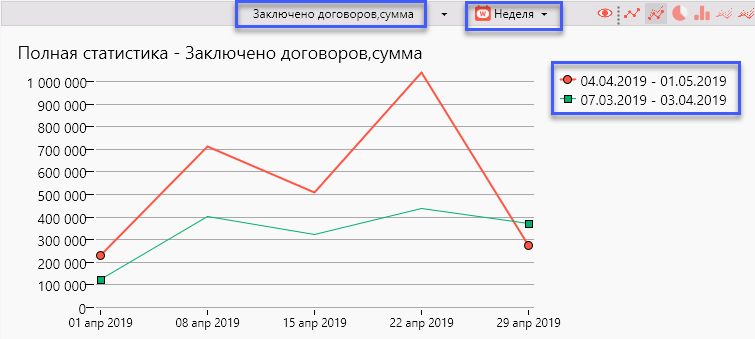 Заключено договоров,сумма
Неделя
Полная статистика - Заключено договоров,сумма
04.04.2019 - 01.05.2019
07.03.2019 - 03.04.2019
1 000 000
900 000
800 000
700 000
600 000
500 000
400 000
300 000
200 000
100 000
0
01 апр 2019 08 апр 2019 15 апр 2019 22 апр 2019 29 апр 2019